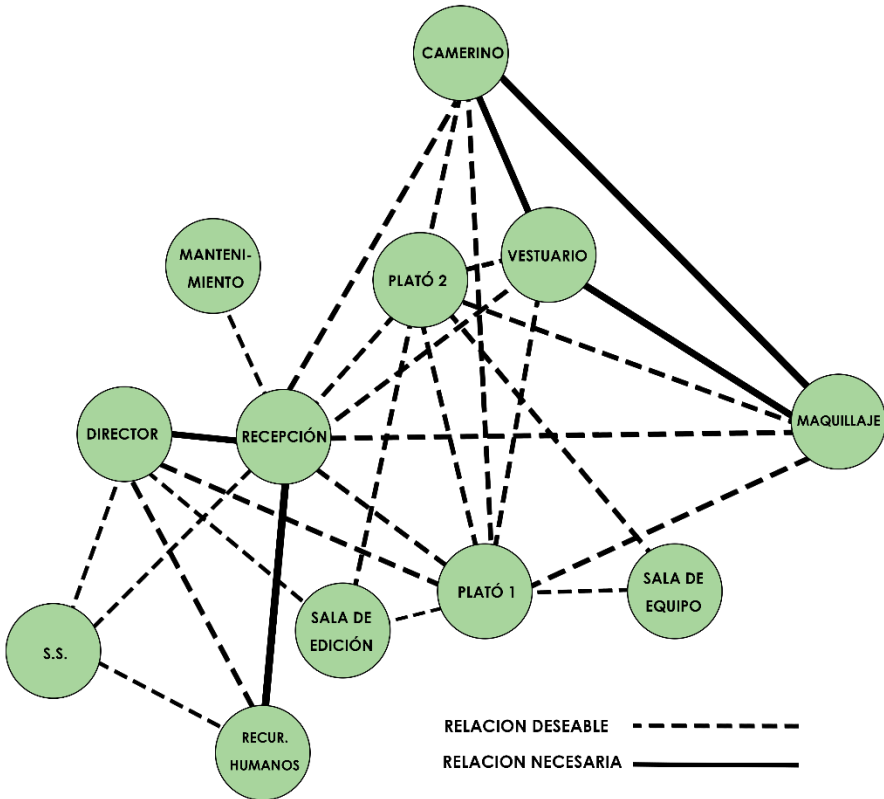 CAMERINO
MANTENI-
MIENTO
PLATÓ 2
VESTUARIO
DIRECTOR
RECEPCIÓN
MAQUILLAJE
S.S.
SALA DE
EDICIÓN
PLATÓ 1
SALA DE
EQUIPO
RECUR.
HUMANOS
RELACION DESEABLE
RELACION NECESARIA